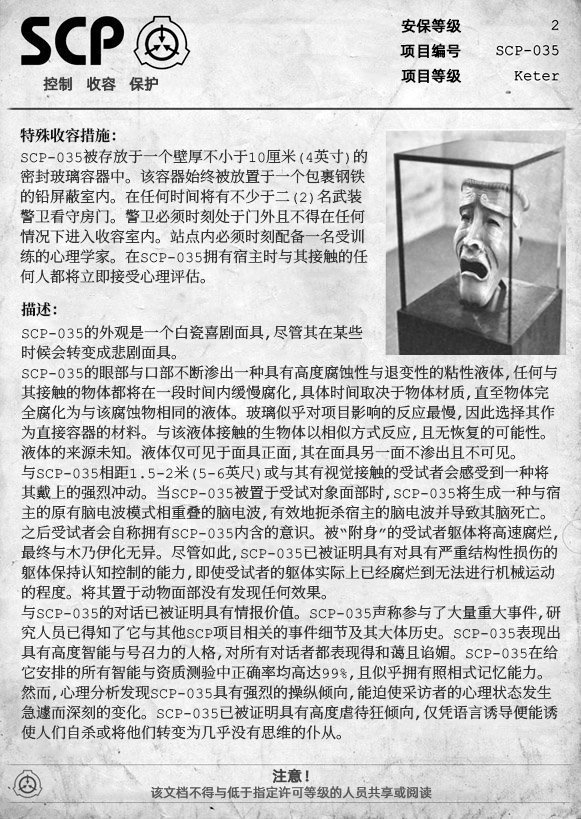 SCP
控制 收容 保护
安保等级 2
项目编号 SCP-035
项目等级 Keter
特殊收容措施:
SCP-035被存放于一个壁厚不小于10厘米(4英寸)的
密封玻璃容器中。该容器始终被放置于一个包裹钢铁
的铅屏蔽室内。在任何时间将有不少于二(2)名武装
警卫看守房门。警卫必须时刻处于门外且不得在任何
情况下进入收容室内。站点内必须时刻配备一名受训
练的心理学家。在SCP-035拥有宿主时与其接触的任
何人都将立即接受心理评估。
描述:
SCP-035的外观是一个白瓷喜剧面具,尽管其在某些
时候会转变成悲剧面具。
SCP-035的眼部与口部不断渗出一种具有高度腐蚀性与退变性的粘性液体,任何与
其接触的物体都将在一段时间内缓慢腐化,具体时间取决于物体材质,直至物体完
全腐化为与该腐蚀物相同的液体。玻璃似乎对项目影响的反应最慢,因此选择其作
为直接容器的材料。与该液体接触的生物体以相似方式反应,且无恢复的可能性。
液体的来源未知。液体仅可见于面具正面,其在面具另一面不渗出且不可见。
与SCP-035相距1.5-2米(5-6英尺)或与其有视觉接触的受试者会感受到一种将
其戴上的强烈冲动。当SCP-035被置于受试对象面部时,SCP-035将生成一种与宿
主的原有脑电波模式相重叠的脑电波,有效地扼杀宿主的脑电波并导致其脑死亡。
之后受试者会自称拥有SCP-035内含的意识。被“附身”的受试者躯体将高速腐烂,
最终与木乃伊化无异。尽管如此,SCP-035已被证明具有对具有严重结构性损伤的
躯体保持认知控制的能力,即使受试者的躯体实际上已经腐烂到无法进行机械运动
的程度。将其置于动物面部没有发现任何效果。
与SCP-035的对话已被证明具有情报价值。SCP-035声称参与了大量重大事件,研
究人员已得知了它与其他SCP项目相关的事件细节及其大体历史。SCP-035表现出
具有高度智能与号召力的人格,对所有对话者都表现得和蔼且谄媚。SCP-035在给
它安排的所有智能与资质测验中正确率均高达99%,且似乎拥有照相式记忆能力。
然而,心理分析发现SCP-035具有强烈的操纵倾向,能迫使采访者的心理状态发生
急遽而深刻的变化。SCP-035已被证明具有高度虐待狂倾向,仅凭语言诱导便能诱
使人们自杀或将他们转变为几乎没有思维的仆从。
注意!
该文档不得与低于指定许可等级的人员共享或阅读